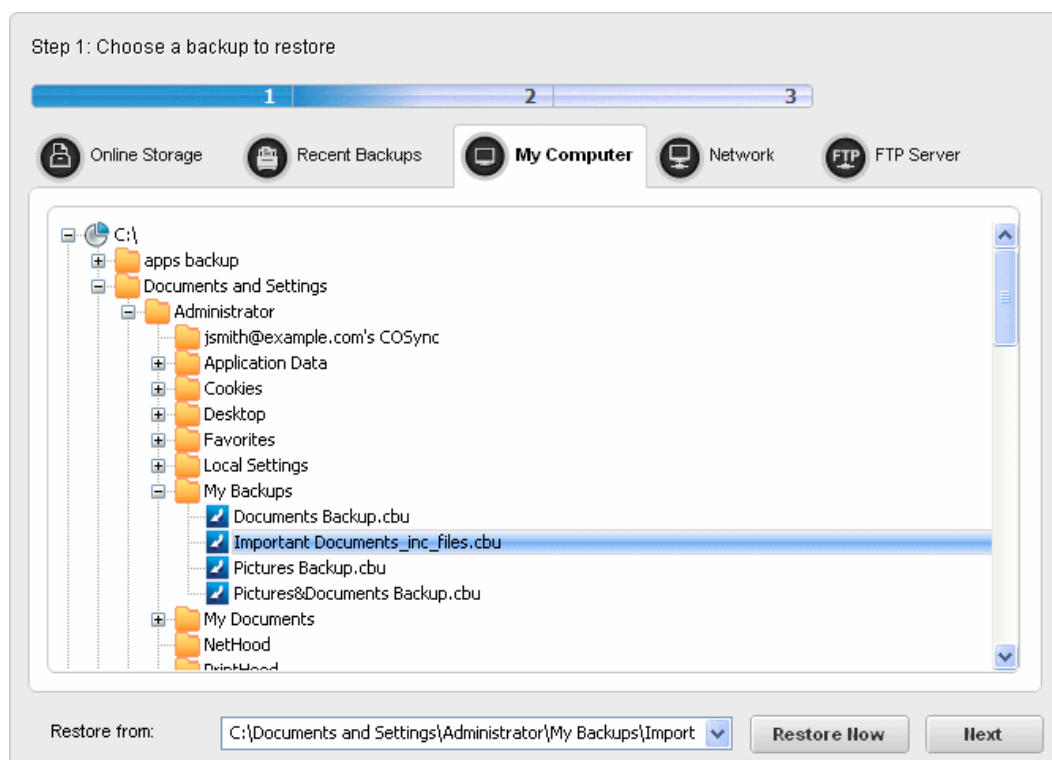 Step 1: Choose a backup to restore
1 2 3
Online Storage Recent Backups My Computer Network FTP FTP Server
C:\
apps backup
Documents and Settings
Administrator
jsmith@example.com's COSync
Application Data
Cookies
Desktop
Favorites
Local Settings
My Backups
Documents Backup.cbu
Important Documents_inc_files.cbu
Pictures Backup.cbu
Pictures&Documents Backup.cbu
My Documents
NetHood
PrintHood
Restore from: C:\Documents and Settings\Administrator\My Backups\Import Restore Now Next